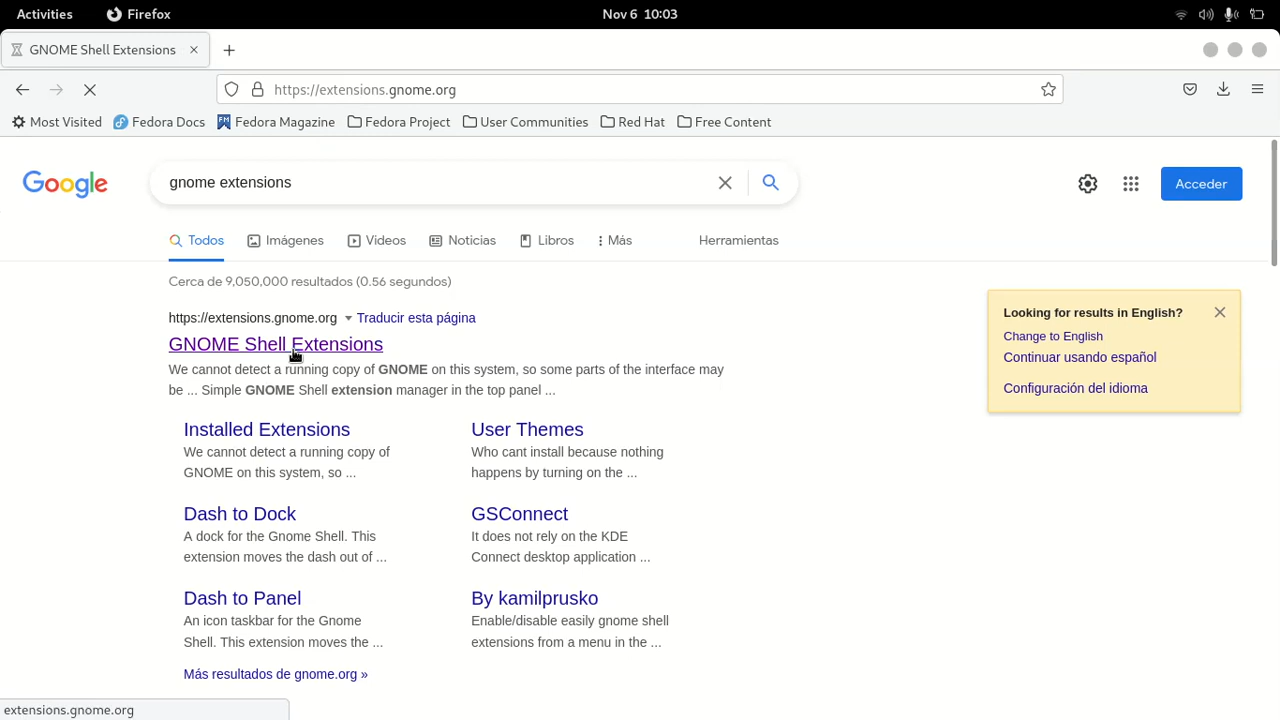 Activities Firefox Nov 6 10:03
GNOME Shell Extensions
https://extensions.gnome.org
Most Visited Fedora Docs Fedora Magazine Fedora Project User Communities Red Hat Free Content
Google gnome extensions Acceder
Todos Imágenes Videos Noticias Libros Más Herramientas
Cerca de 9,050,000 resultados (0.56 segundos)
https://extensions.gnome.org Traducir esta página
GNOME Shell Extensions
We cannot detect a running copy of GNOME on this system, so some parts of the interface may
be ... Simple GNOME Shell extension manager in the top panel ...
Installed Extensions
We cannot detect a running copy of
GNOME on this system, so ...
User Themes
Who cant install because nothing
happens by turning on the ...
Dash to Dock
A dock for the Gnome Shell. This
extension moves the dash out of ...
GSConnect
It does not rely on the KDE
Connect desktop application ...
Dash to Panel
An icon taskbar for the Gnome
Shell. This extension moves the ...
By kamilprusko
Enable/disable easily gnome shell
extensions from a menu in the ...
Más resultados de gnome.org »
Looking for results in English?
Change to English
Continuar usando español
Configuración del idioma
extensions.gnome.org